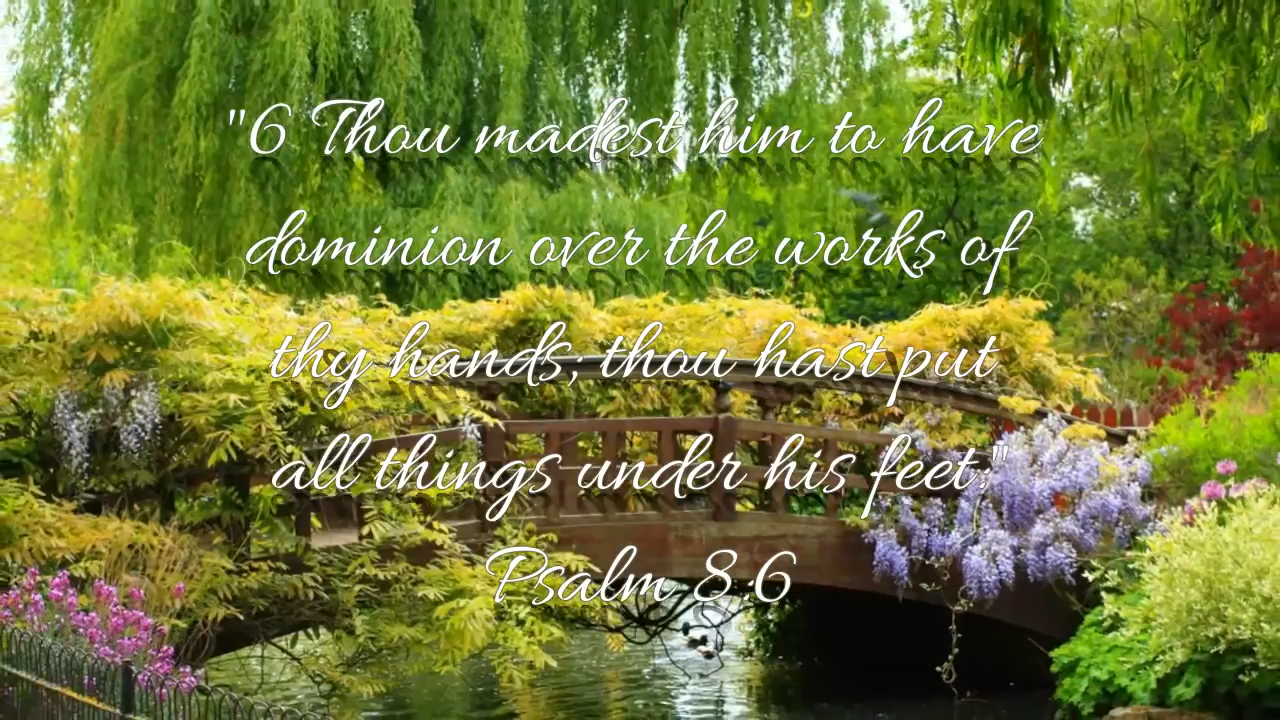 "6 Thou madest him to have
dominion over the works of
thy hands; thou hast put
all things under his feet:"
Psalm 8:6